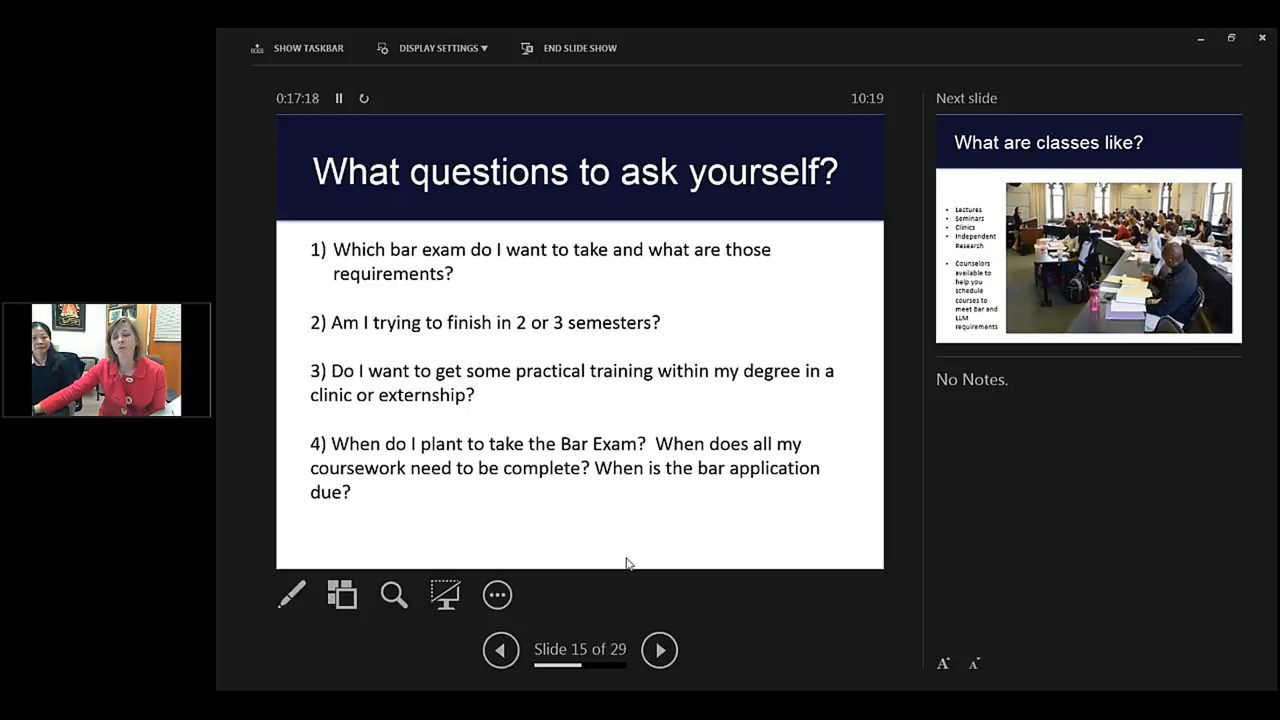 SHOW TASKBAR
DISPLAY SETTINGS ▼
END SLIDE SHOW
0:17:18
10:19
What questions to ask yourself?
1) Which bar exam do I want to take and what are those
requirements?
2) Am I trying to finish in 2 or 3 semesters?
3) Do I want to get some practical training within my degree in a
clinic or externship?
4) When do I plant to take the Bar Exam?  When does all my
coursework need to be complete? When is the bar application
due?
Slide 15 of 29
Next slide
What are classes like?
• Lectures
• Seminars
• Clinics
• Independent
Research
• Counselors
available to
help you
schedule
courses to
meet Bar and
LLM
requirements
No Notes.
A A